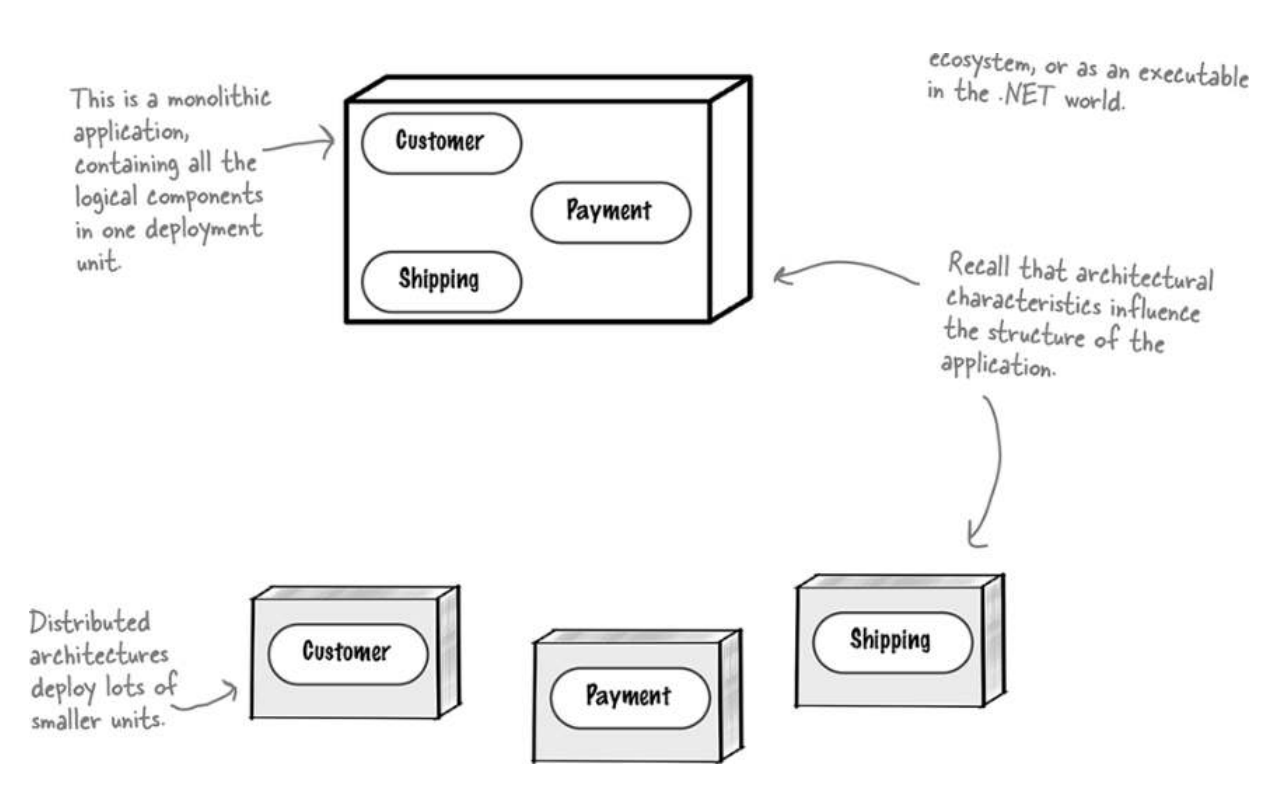 This is a monolithic
application,
containing all the
logical components
in one deployment
unit.
Customer
Payment
Shipping
ecosystem, or as an executable
in the .NET world.
Recall that architectural
characteristics influence
the structure of the
application.
Distributed
architectures
deploy lots of
smaller units.
Customer
Payment
Shipping